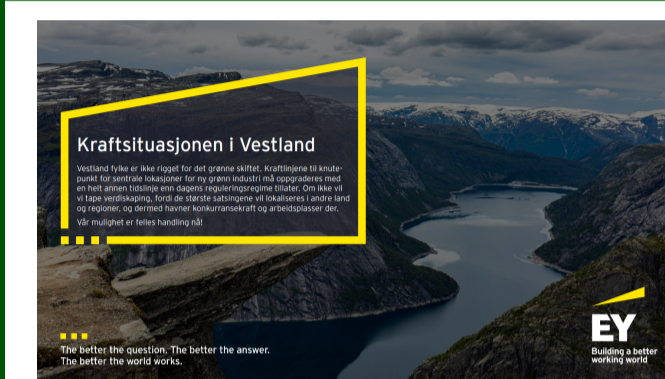 Kraftsituasjonen i Vestland
Vestland fylke er ikke rigget for det grønne skiftet. Kraftlinjene til knute-
punkt for sentrale lokasjoner for ny grønn industri må oppgraderes med
en helt annen tidslinje enn dagens reguleringsregime tillater. Om ikke vil
vi tape verdiskaping, fordi de største satsingene vil lokaliseres i andre land
og regioner, og dermed havner konkurransekraft og arbeidsplasser der.
Vår mulighet er felles handling nå!
The better the question. The better the answer.
The better the world works.
EY
Building a better
working world